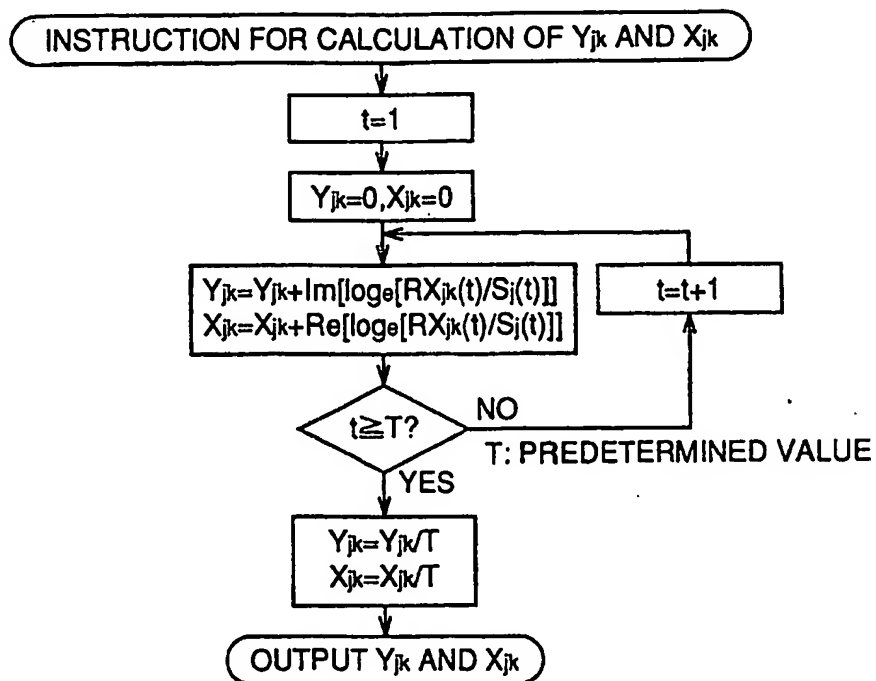 INSTRUCTION FOR CALCULATION OF Yjk AND Xjk
t=1
Yjk=0,Xjk=0
Yjk=Yjk+Im[loge[RXjk(t)/Sj(t)]]
Xjk=Xjk+Re[loge[RXjk(t)/Sj(t)]]
t=t+1
t≧T?
NO
T: PREDETERMINED VALUE
YES
Yjk=Yjk/T
Xjk=Xjk/T
OUTPUT Yjk AND Xjk